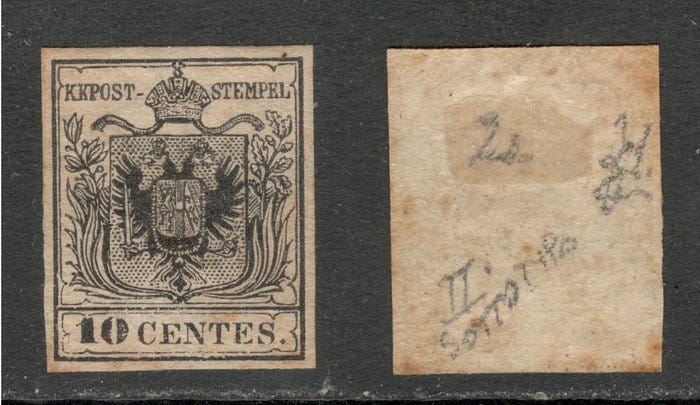 KKPOST-STEMPEL
10 CENTES.
II.
SOTTOTIPO